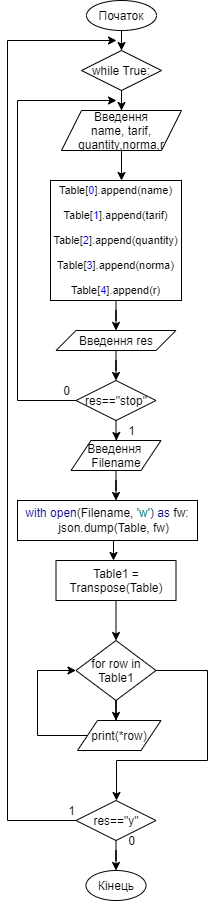 Початок
while True:
Введення
name, tarif,
quantity,norma,r
Table[0].append(name)
Table[1].append(tarif)
Table[2].append(quantity)
Table[3].append(norma)
Table[4].append(r)
Введення res
0
res=="stop"
1
Введення
Filename
with open(Filename, 'w') as fw:
json.dump(Table, fw)
Table1 =
Transpose(Table)
for row in
Table1
print(*row)
1
res=="y"
0
Кінець